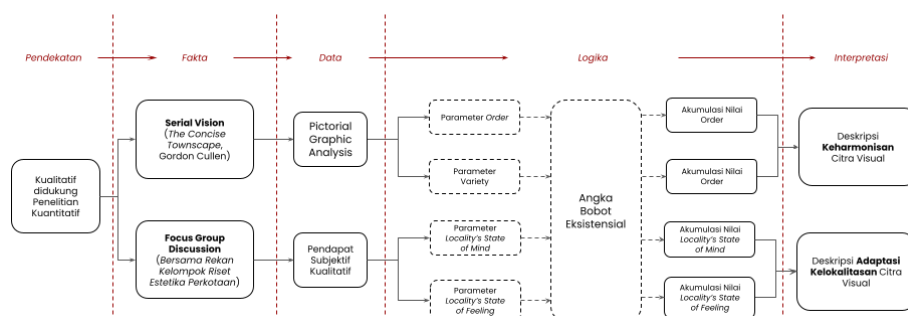 Pendekatan
Fakta
Data
Logika
Interpretasi
Kualitatif
didukung
Penelitian
Kuantitatif
Serial Vision
(The Concise
Townscape,
Gordon Cullen)
Focus Group
Discussion
(Bersama Rekan
Kelompok Riset
Estetika Perkotaan)
Pictorial
Graphic
Analysis
Pendapat
Subjektif
Kualitatif
Parameter Order
Parameter
Variety
Parameter
Locality's State
of Mind
Parameter
Locality's State
of Feeling
Angka
Bobot
Eksistensial
Akumulasi Nilai
Order
Akumulasi Nilai
Order
Akumulasi Nilai
Locality's State
of Mind
Akumulasi Nilai
Locality's State
of Feeling
Deskripsi
Keharmonisan
Citra Visual
Deskripsi Adaptasi
Kelokalitasan Citra
Visual